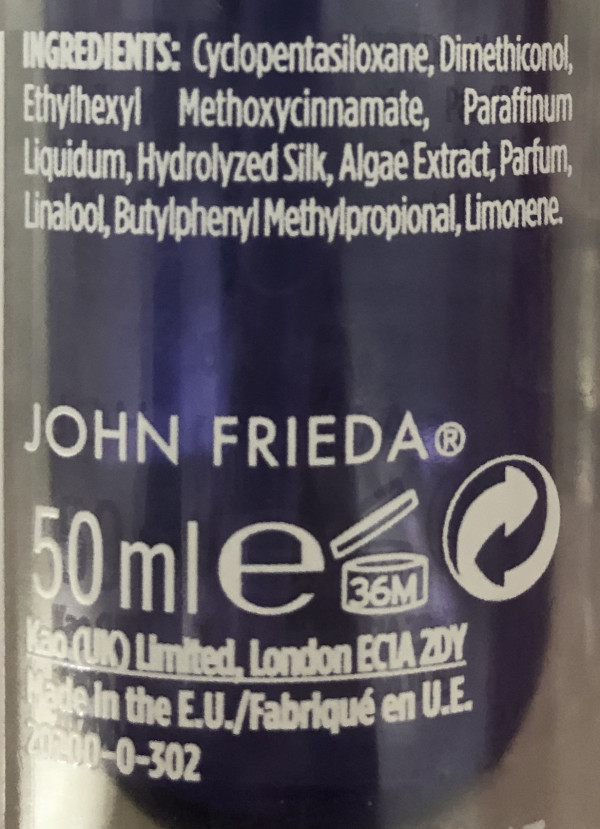 INGREDIENTS: Cyclopentasiloxane, Dimethiconol,
Ethylhexyl Methoxycinnamate, Paraffinum
Liquidum, Hydrolyzed Silk, Algae Extract, Parfum,
Linalool, Butylphenyl Methylpropional, Limonene.
JOHN FRIEDA®
50 ml e 36M
Kao (UK) Limited, London EC1A 2DY
Made in the E.U./Fabriqué en U.E.